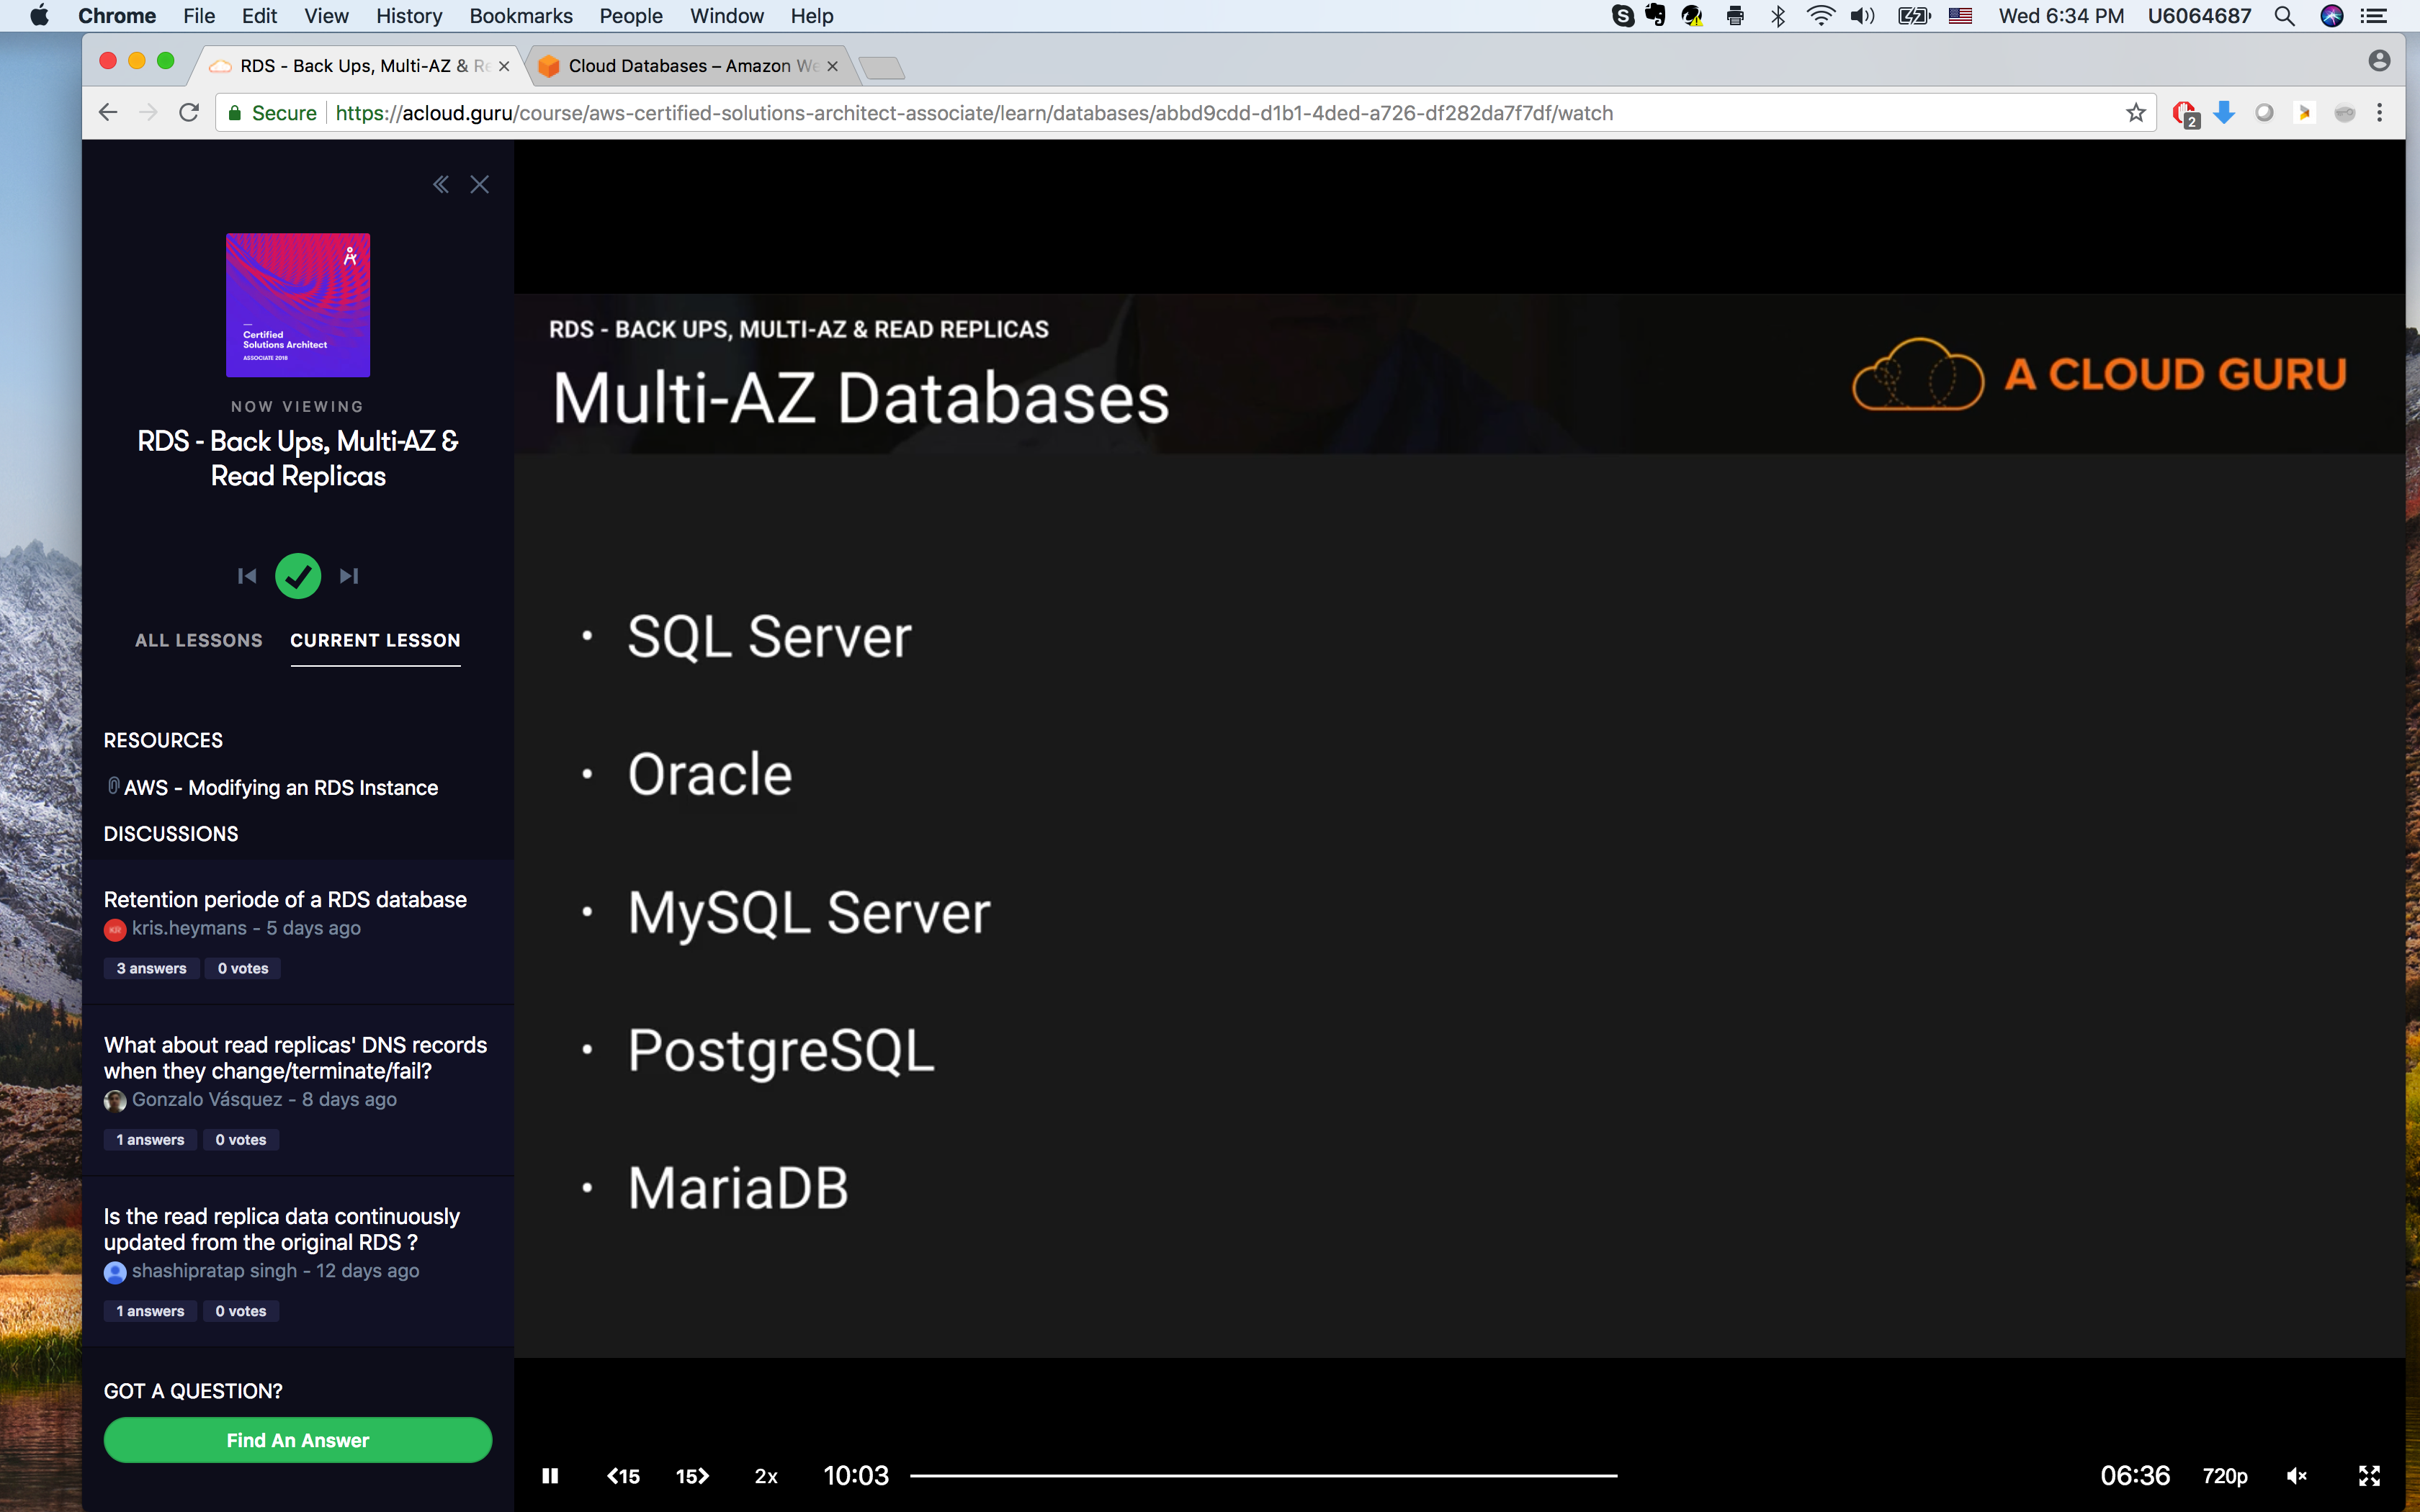 Chrome File Edit View History Bookmarks People Window Help Wed 6:34 PM U6064687
RDS - Back Ups, Multi-AZ & Re Cloud Databases – Amazon We
Secure https://acloud.guru/course/aws-certified-solutions-architect-associate/learn/databases/abbd9cdd-d1b1-4ded-a726-df282da7f7df/watch
2
Certified
Solutions Architect
ASSOCIATE 2018
NOW VIEWING
RDS - Back Ups, Multi-AZ &
Read Replicas
ALL LESSONS CURRENT LESSON
RESOURCES
AWS - Modifying an RDS Instance
DISCUSSIONS
Retention periode of a RDS database
KR kris.heymans - 5 days ago
3 answers 0 votes
What about read replicas' DNS records
when they change/terminate/fail?
Gonzalo Vásquez - 8 days ago
1 answers 0 votes
Is the read replica data continuously
updated from the original RDS ?
shashipratap singh - 12 days ago
1 answers 0 votes
GOT A QUESTION?
Find An Answer
RDS - BACK UPS, MULTI-AZ & READ REPLICAS
Multi-AZ Databases
A CLOUD GURU
• SQL Server
• Oracle
• MySQL Server
• PostgreSQL
• MariaDB
15 15 2x 10:03 06:36 720p